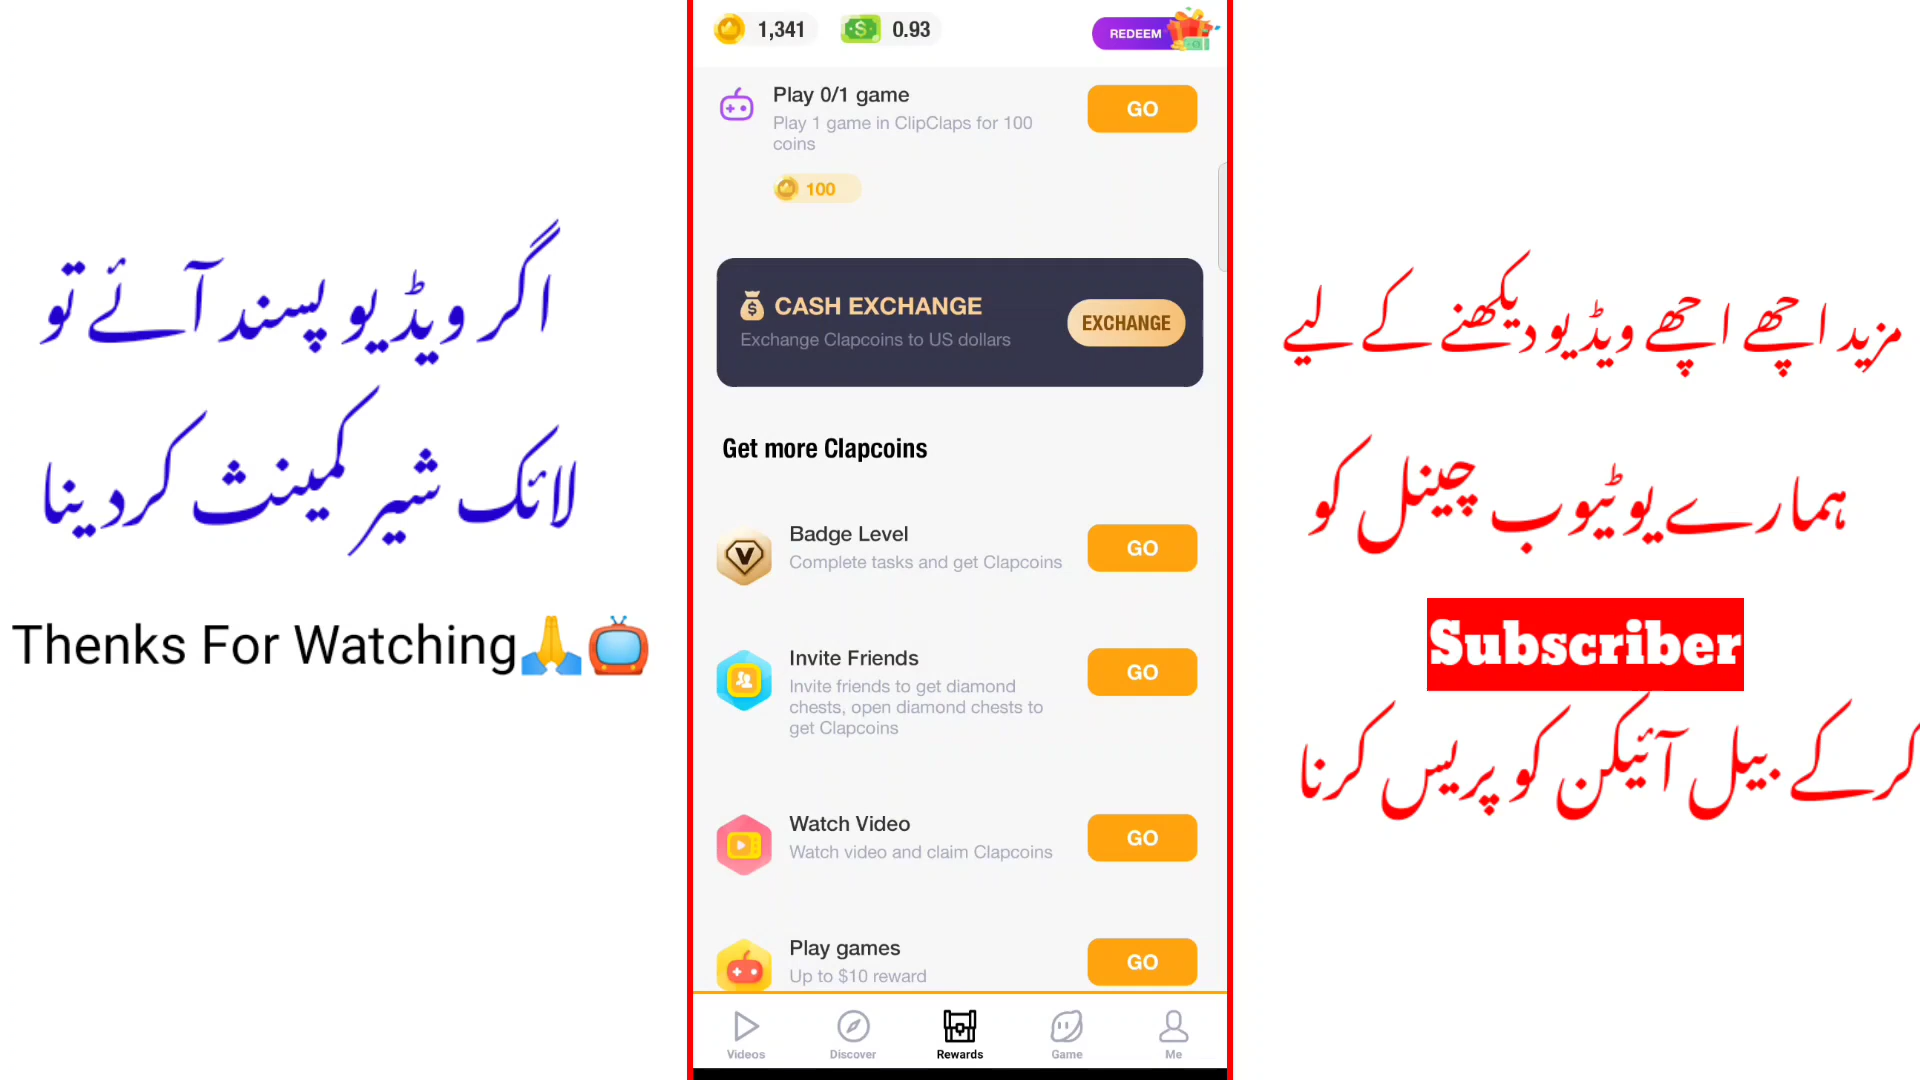 اگر ویڈیو پسند آئے تو
لائک شیر کمینٹ کردینا
Thenks For Watching🙏📺
1,341
0.93
REDEEM
Play 0/1 game
Play 1 game in ClipClaps for 100
coins
GO
100
CASH EXCHANGE
Exchange Clapcoins to US dollars
EXCHANGE
Get more Clapcoins
Badge Level
Complete tasks and get Clapcoins
GO
Invite Friends
Invite friends to get diamond
chests, open diamond chests to
get Clapcoins
GO
Watch Video
Watch video and claim Clapcoins
GO
Play games
Up to $10 reward
GO
Videos
Discover
Rewards
Game
Me
مزید اچھے اچھے ویڈیو دیکھنے کے لیے
ہمارے یوٹیوب چینل کو
Subscriber
کرکے بیل آئیکن کو پریس کرنا